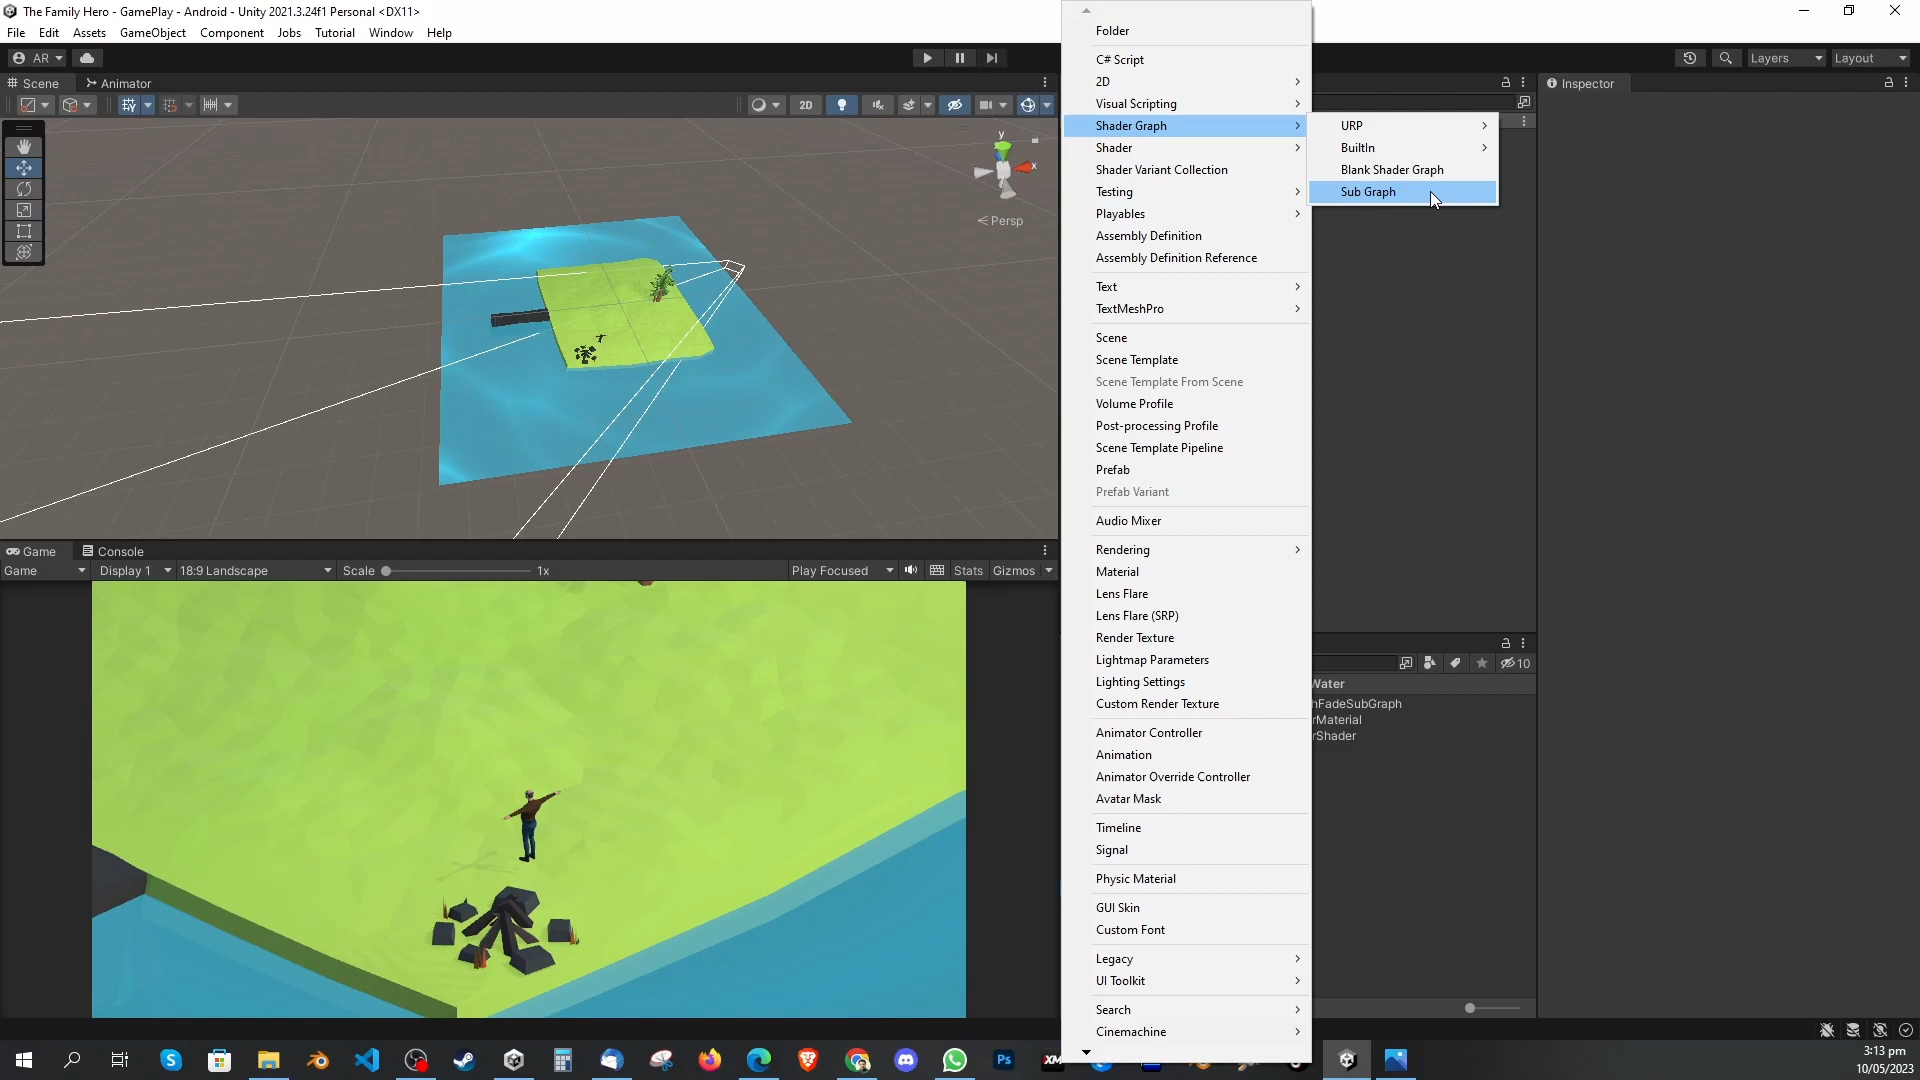 The Family Hero - GamePlay - Android - Unity 2021.3.24f1 Personal <DX11>
File Edit Assets GameObject Component Jobs Tutorial Window Help
AR
Layers Layout
Scene Animator
2D
y
x
Persp
Game Console
Game Display 1 18:9 Landscape Scale 1x Play Focused Stats Gizmos
Folder
C# Script
2D
Visual Scripting
Shader Graph
Shader
Shader Variant Collection
Testing
Playables
Assembly Definition
Assembly Definition Reference
Text
TextMeshPro
Scene
Scene Template
Scene Template From Scene
Volume Profile
Post-processing Profile
Scene Template Pipeline
Prefab
Prefab Variant
Audio Mixer
Rendering
Material
Lens Flare
Lens Flare (SRP)
Render Texture
Lightmap Parameters
Lighting Settings
Custom Render Texture
Animator Controller
Animation
Animator Override Controller
Avatar Mask
Timeline
Signal
Physic Material
GUI Skin
Custom Font
Legacy
UI Toolkit
Search
Cinemachine
URP
BuiltIn
Blank Shader Graph
Sub Graph
Inspector
10
Water
hFadeSubGraph
rMaterial
rShader
Ps
XM
3:13 pm
10/05/2023